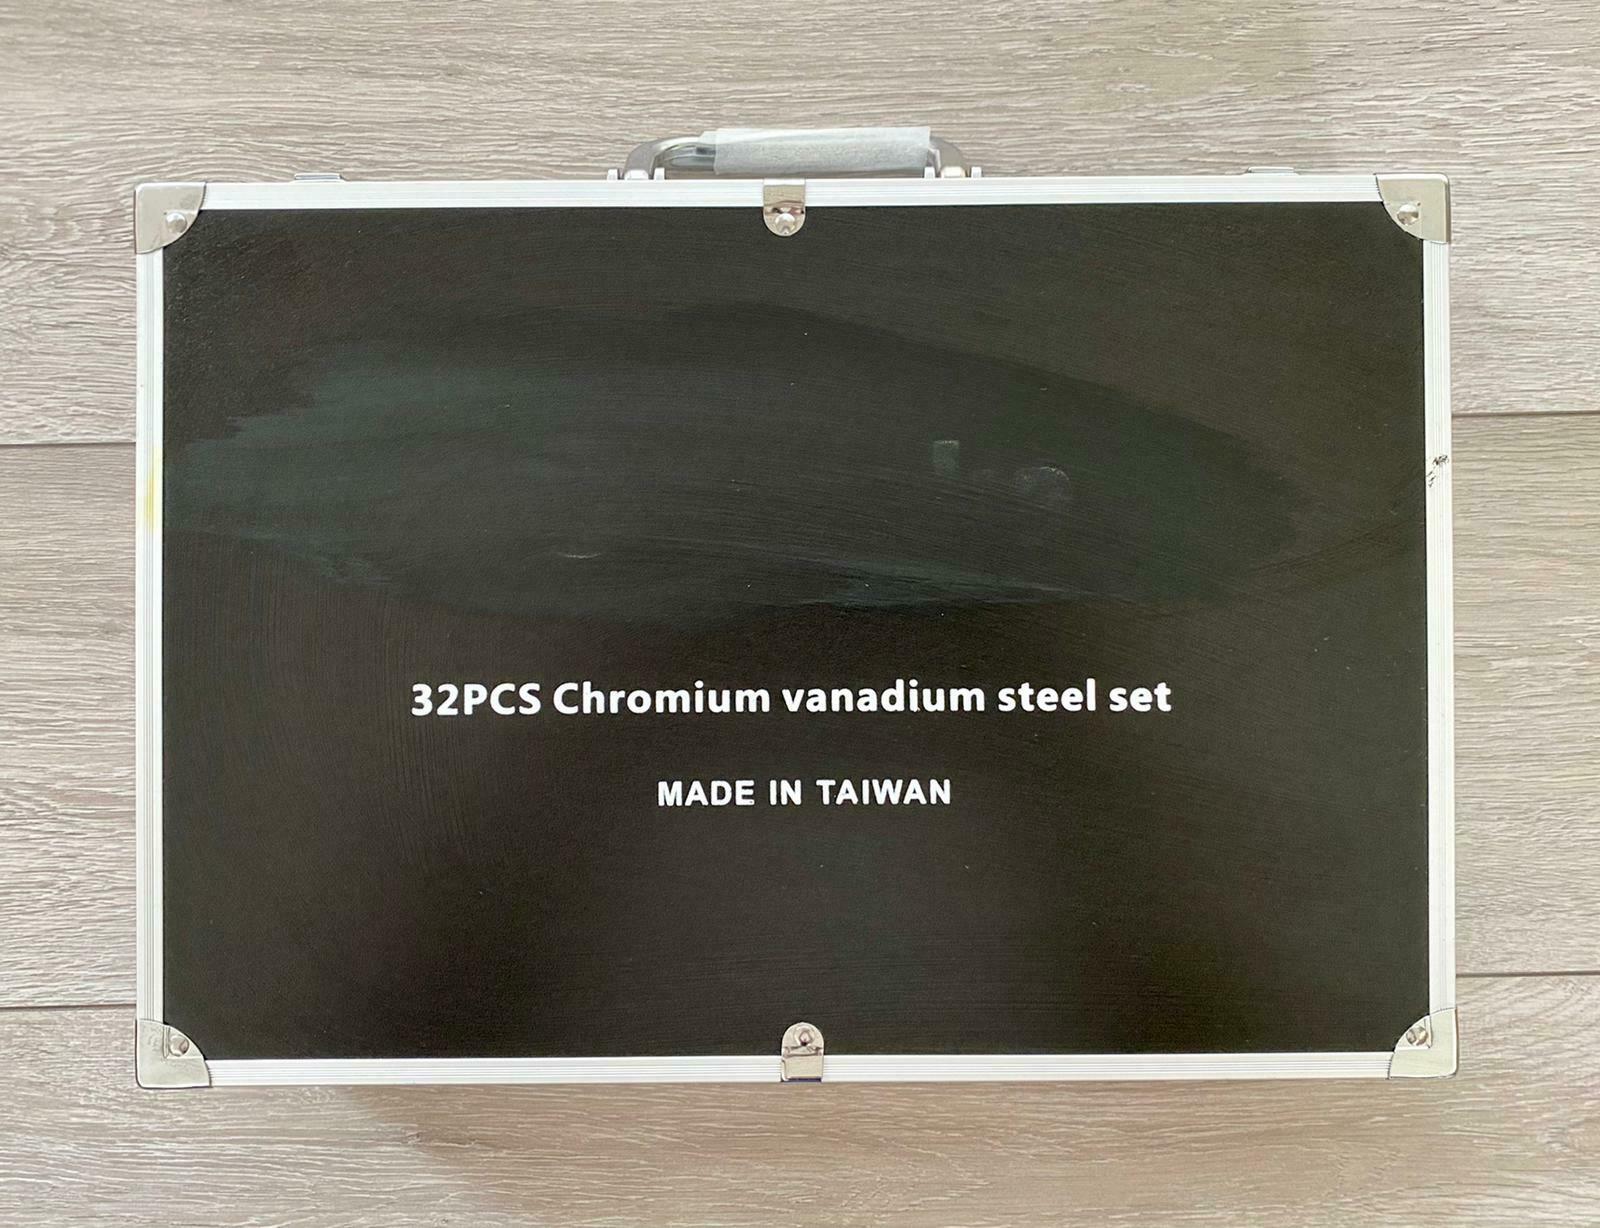 32PCS Chromium vanadium steel set
MADE IN TAIWAN